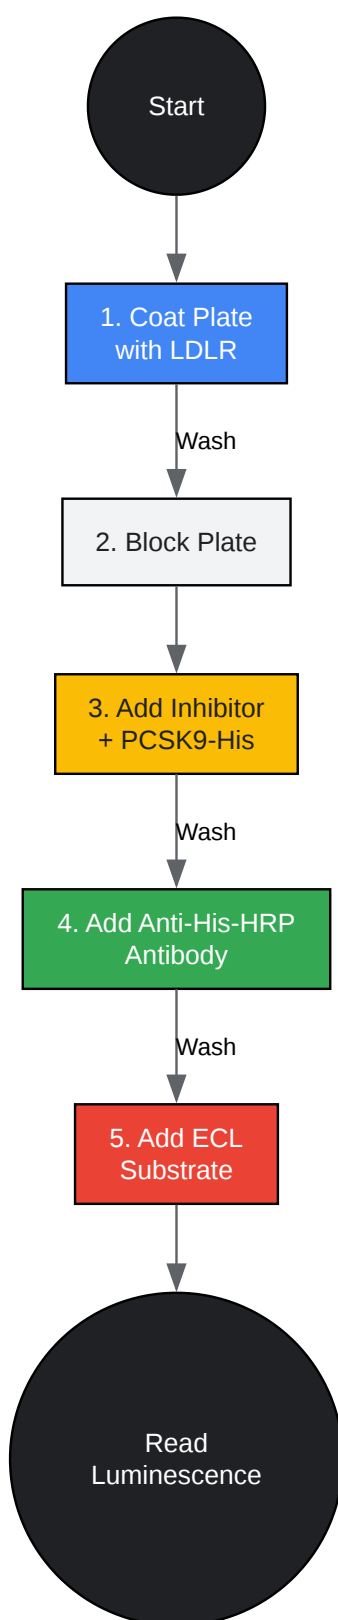 Start
1. Coat Plate
with LDLR
Wash
2. Block Plate
3. Add Inhibitor
+ PCSK9-His
Wash
4. Add Anti-His-HRP
Antibody
Wash
5. Add ECL
Substrate
Read
Luminescence